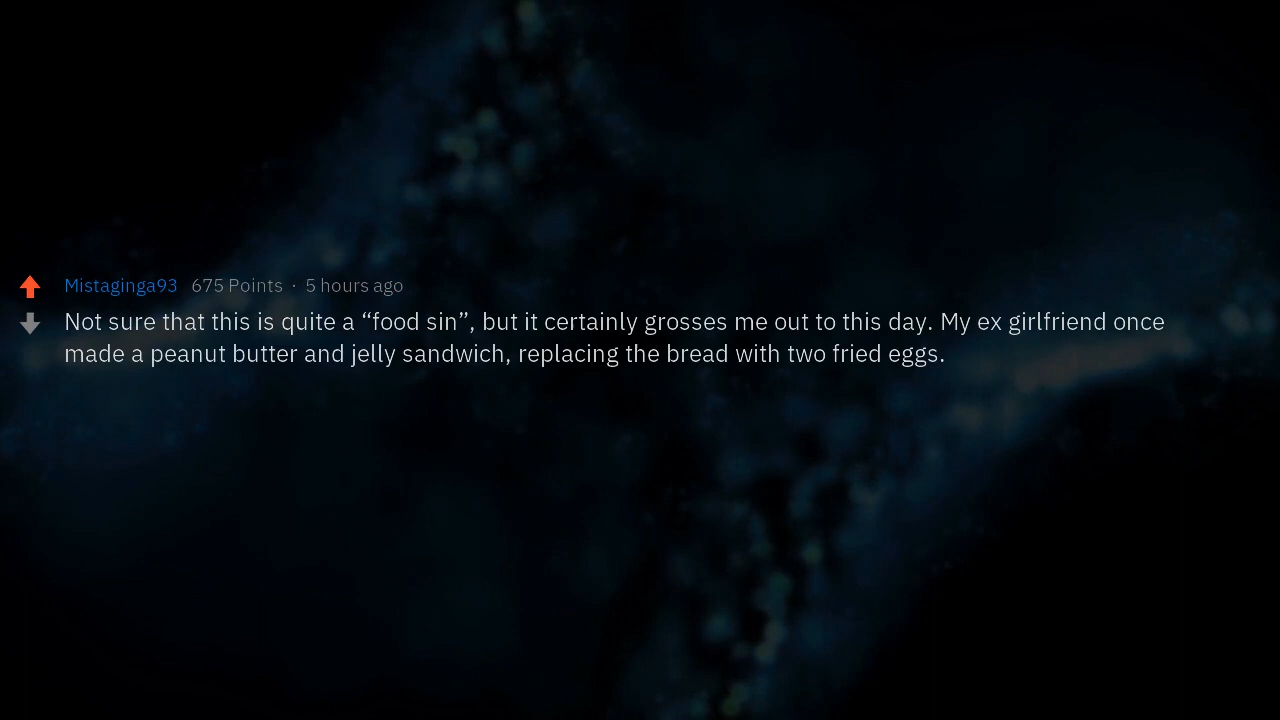 Mistaginga93 675 Points · 5 hours ago
Not sure that this is quite a “food sin”, but it certainly grosses me out to this day. My ex girlfriend once
made a peanut butter and jelly sandwich, replacing the bread with two fried eggs.